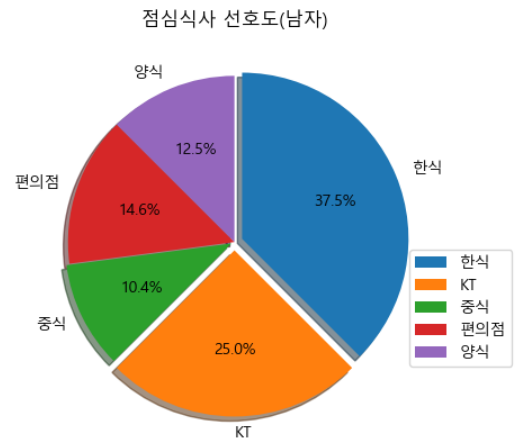 점심식사 선호도(남자)
양식
12.5%
한식
37.5%
편의점
14.6%
10.4%
중식
25.0%
KT
한식
KT
중식
편의점
양식